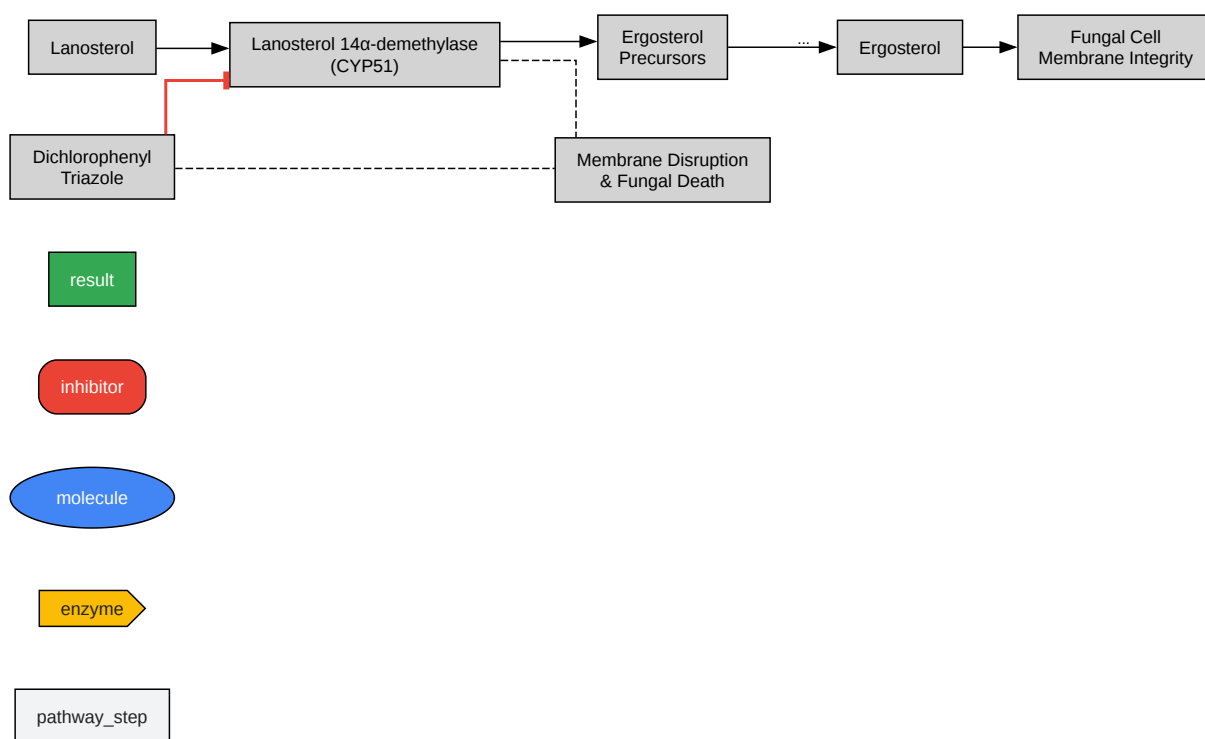 Lanosterol
Lanosterol 14α-demethylase
(CYP51)
Ergosterol
Precursors
...
Ergosterol
Fungal Cell
Membrane Integrity
Dichlorophenyl
Triazole
Membrane Disruption
& Fungal Death
result
inhibitor
molecule
enzyme
pathway_step